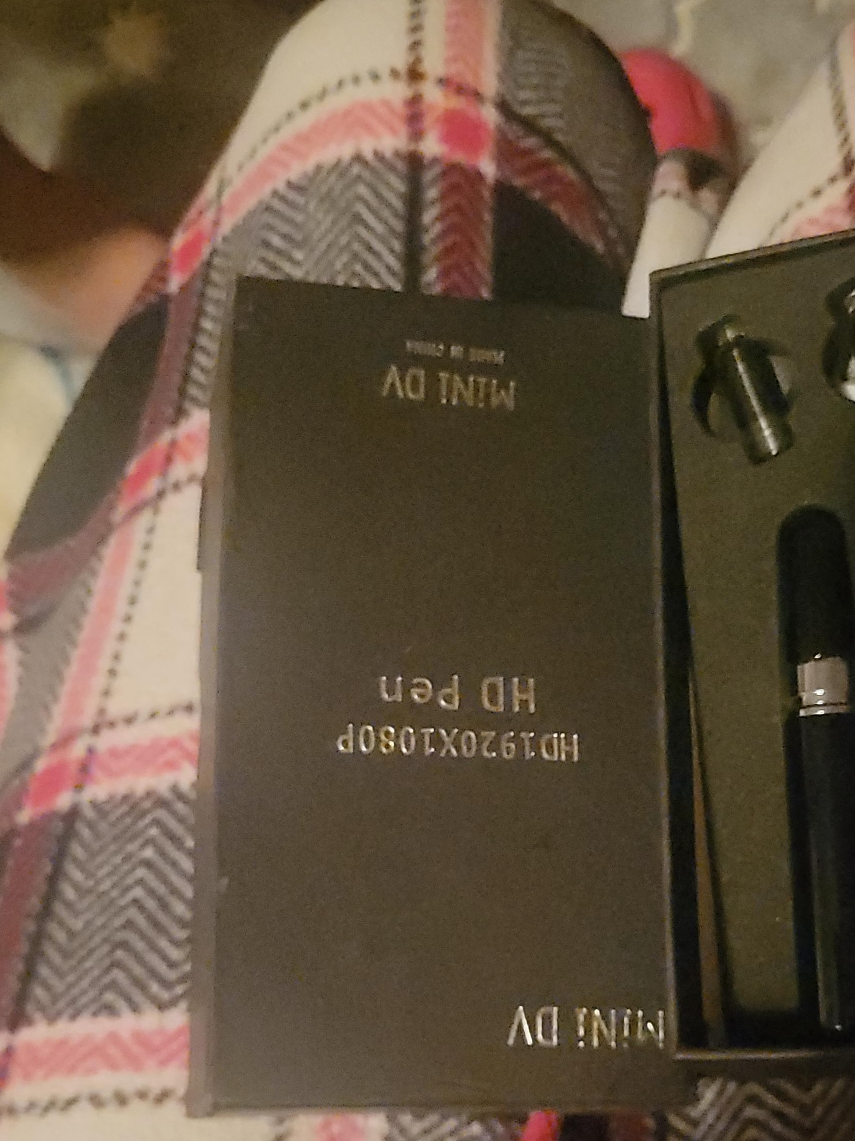 MiNi DV
HD1920X1080P
HD Pen
MiNi DV
MADE IN CHINA